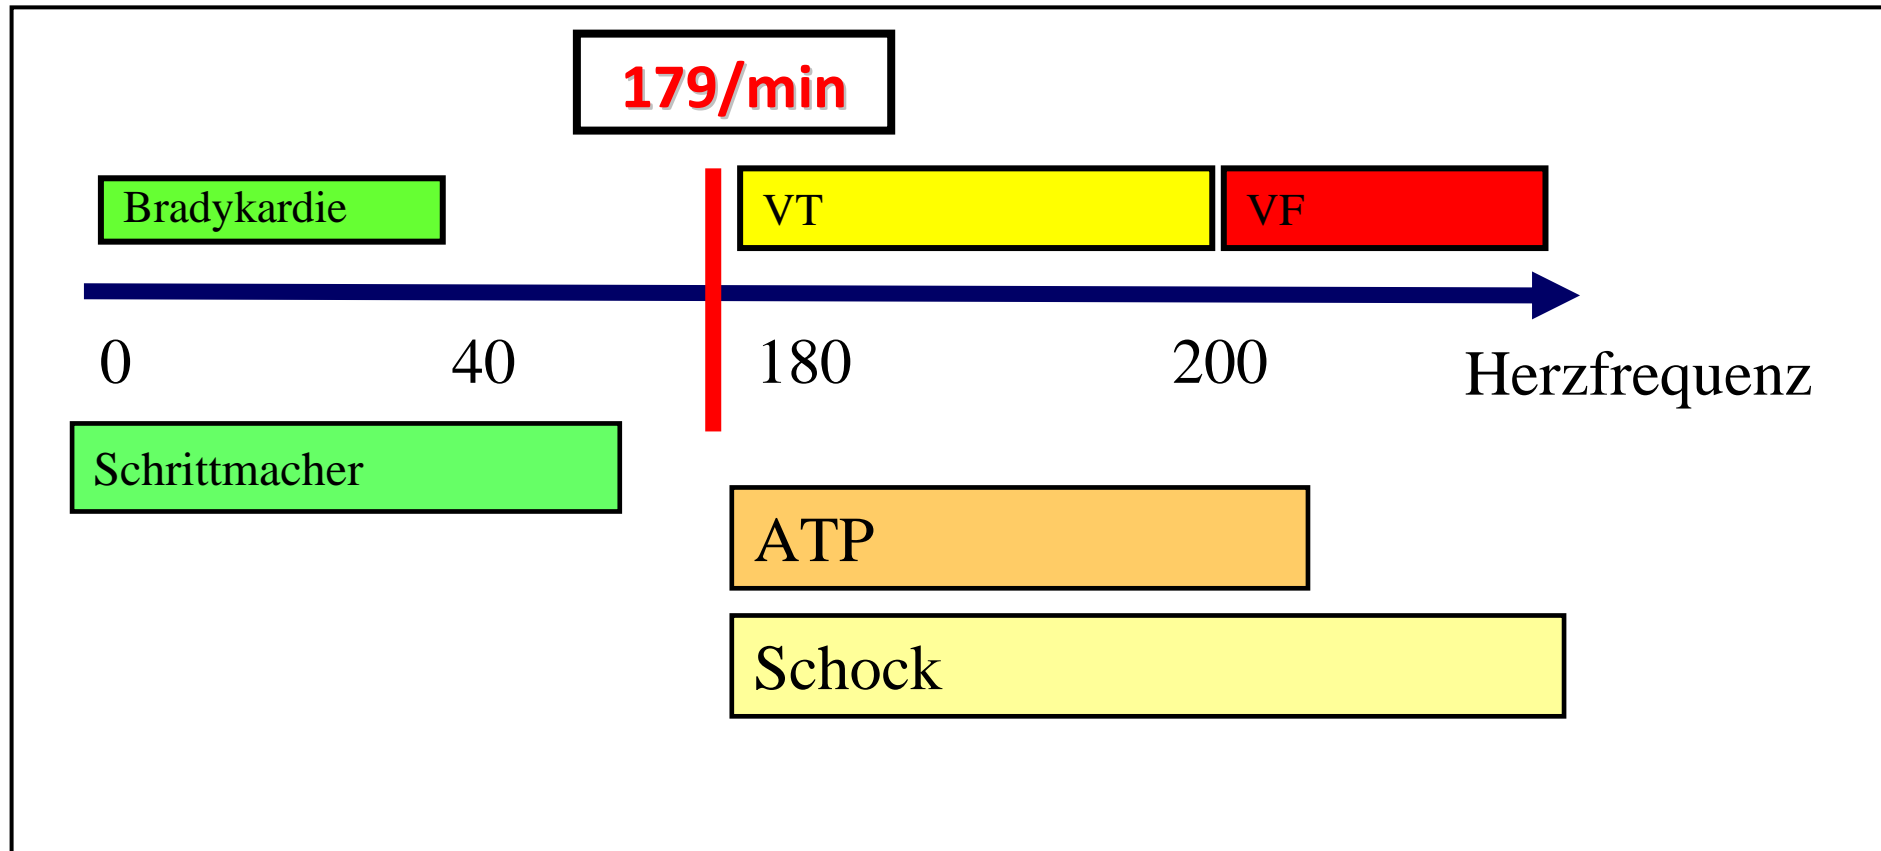 179/min
Bradykardie
VT
VF
0
40
180
200
Herzfrequenz
Schrittmacher
ATP
Schock